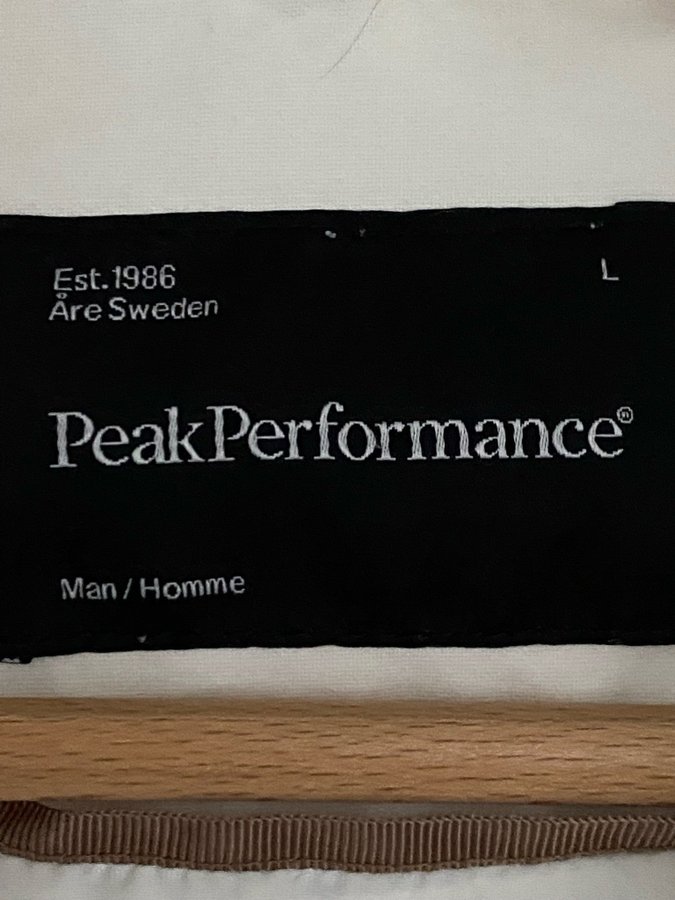 Est.1986
L
Åre Sweden
PeakPerformance®
Man / Homme